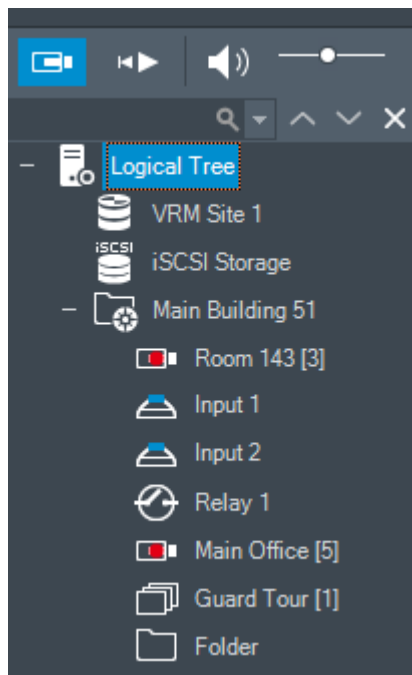 Logical Tree
VRM Site 1
iSCSI
iSCSI Storage
Main Building 51
Room 143 [3]
Input 1
Input 2
Relay 1
Main Office [5]
Guard Tour [1]
Folder